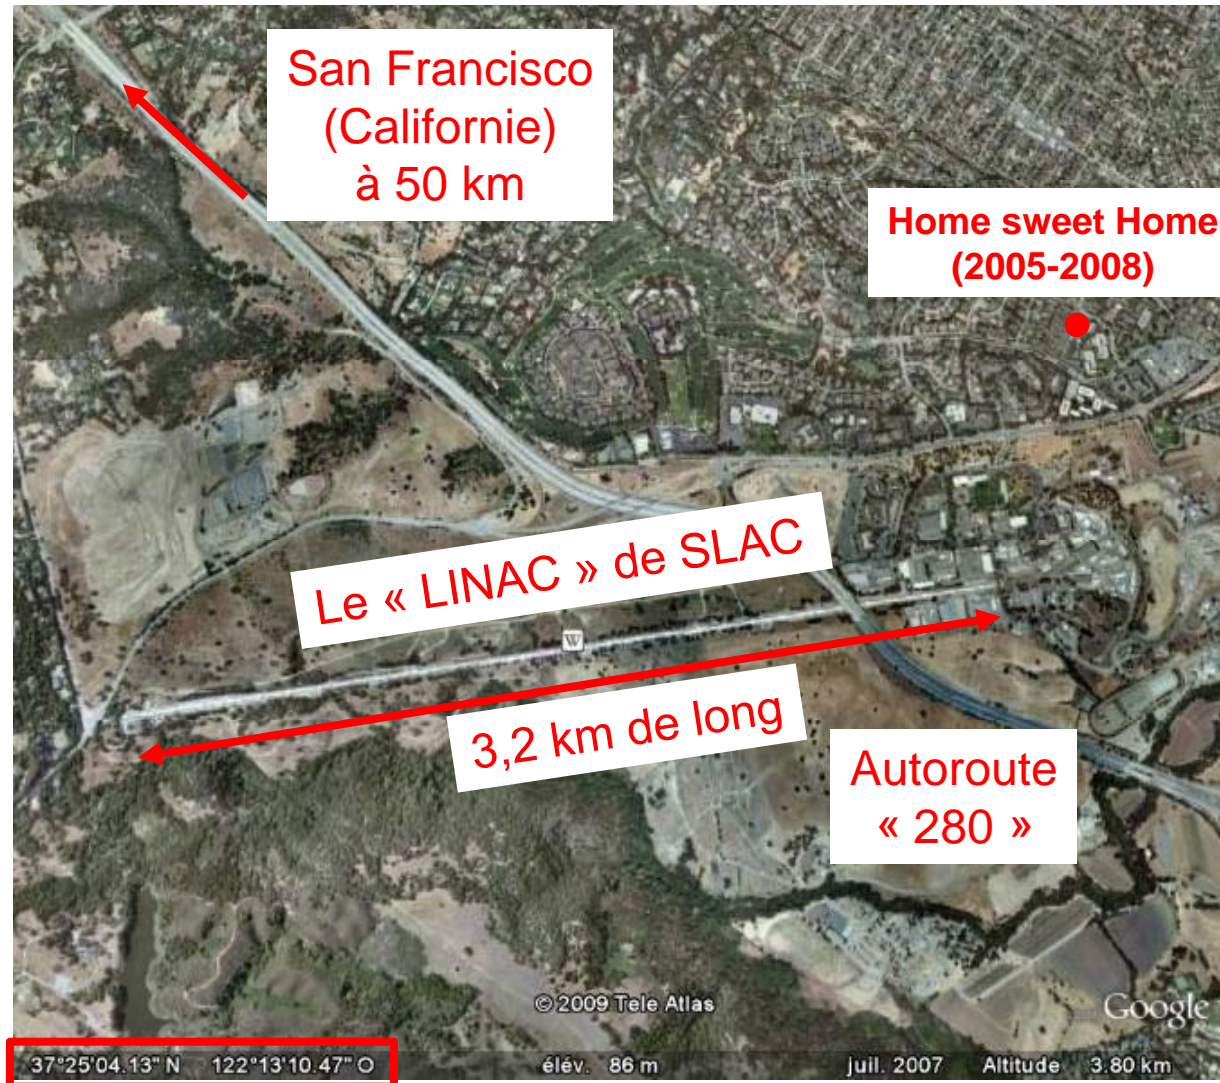 San Francisco
(Californie)
à 50 km
Home sweet Home
(2005-2008)
Le « LINAC » de SLAC
W
3,2 km de long
Autoroute
« 280 »
© 2009 Tele Atlas
Google
37°25'04.13" N 122°13'10.47" O élév. 86 m juil. 2007 Altitude 3.80 km